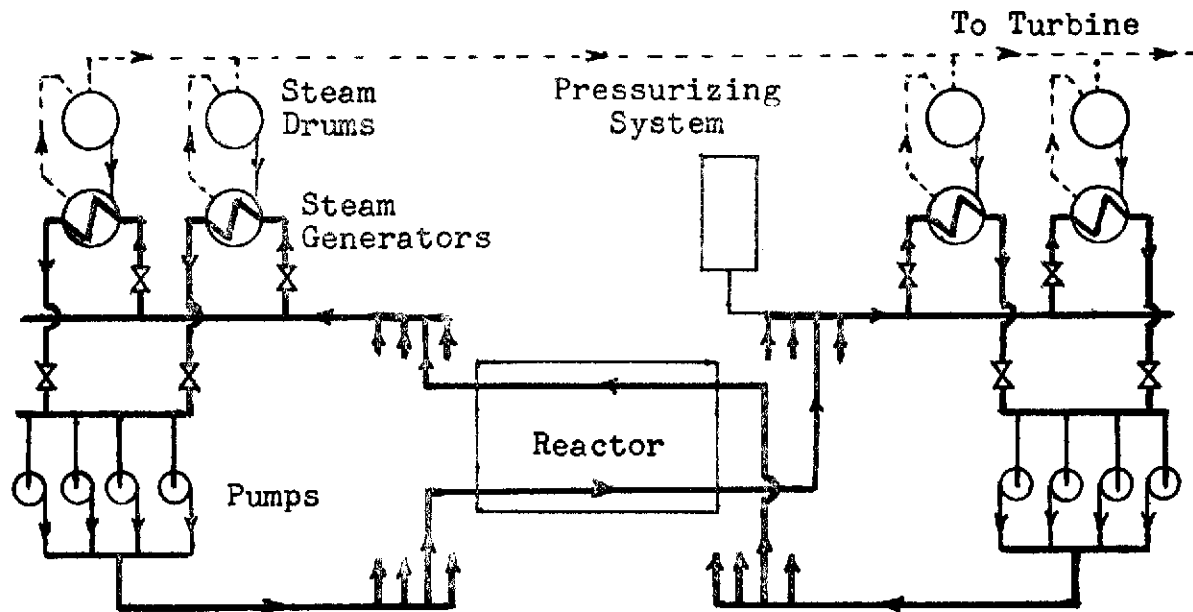 To Turbine
Steam
Drums
Pressurizing
System
Steam
Generators
Reactor
Pumps